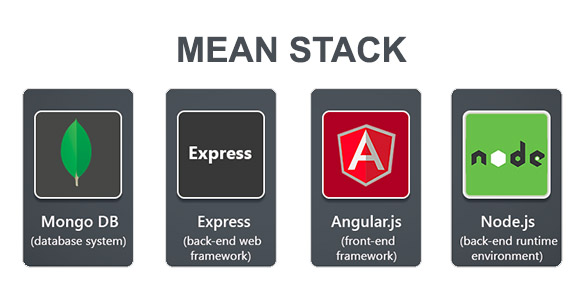 MEAN STACK
Express
A
node
Mongo DB
(database system)
Express
(back-end web
framework)
Angular.js
(front-end
framework)
Node.js
(back-end runtime
environment)